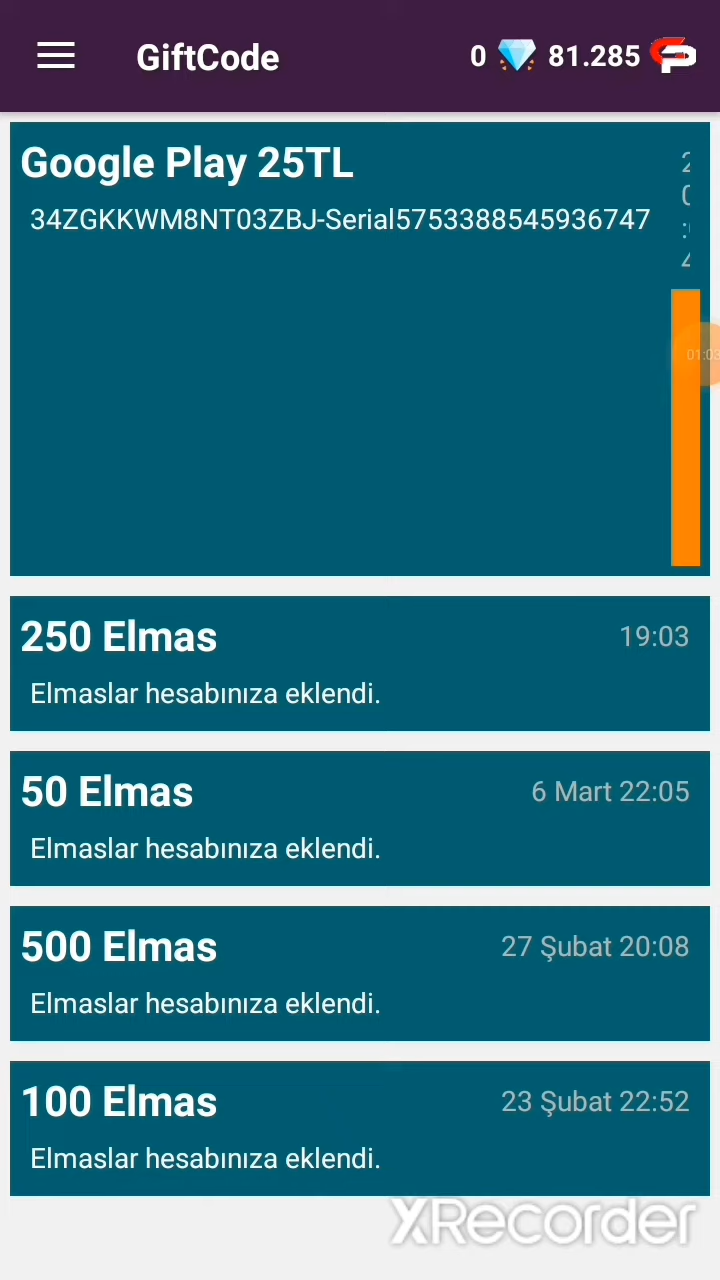 GiftCode
0
81.285
Google Play 25TL
34ZGKKWM8NT03ZBJ-Serial5753388545936747
01:03
250 Elmas
19:03
Elmaslar hesabınıza eklendi.
50 Elmas
6 Mart 22:05
Elmaslar hesabınıza eklendi.
500 Elmas
27 Şubat 20:08
Elmaslar hesabınıza eklendi.
100 Elmas
23 Şubat 22:52
Elmaslar hesabınıza eklendi.
XRecorder